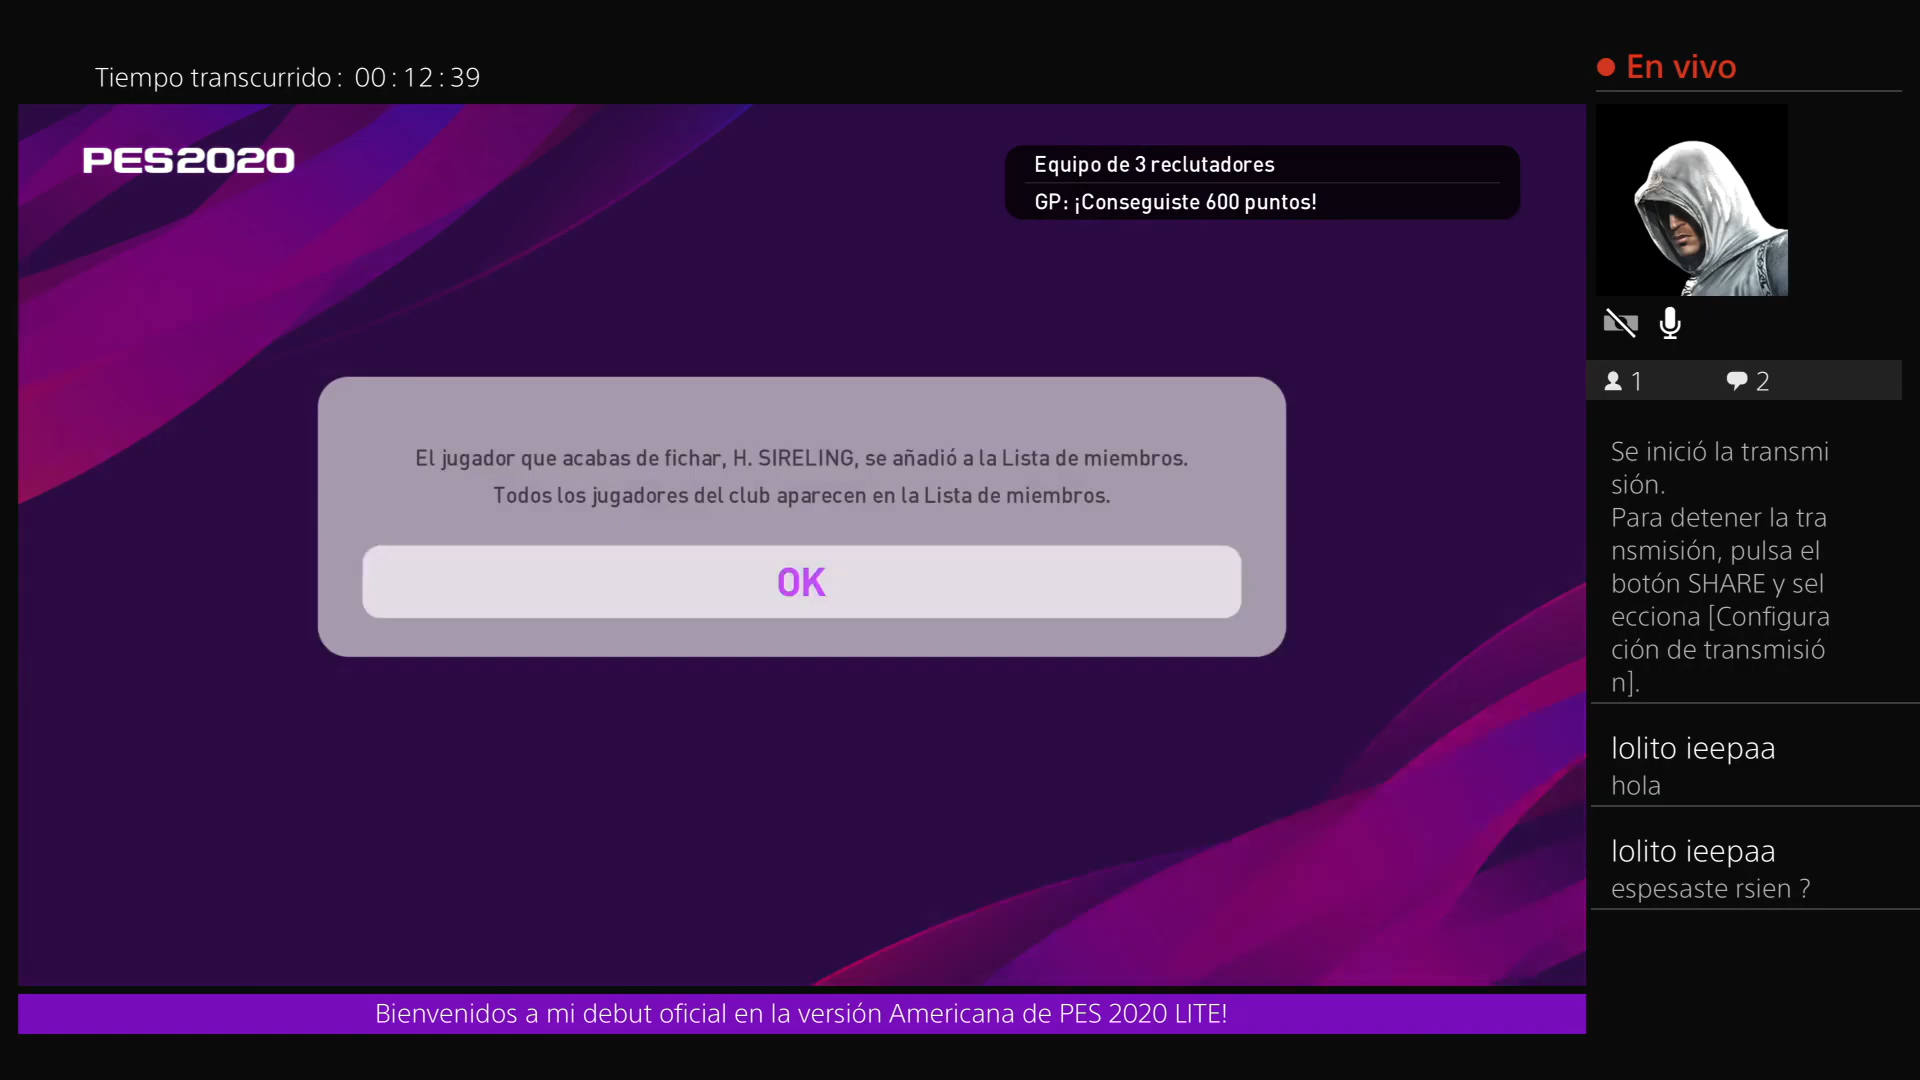 Tiempo transcurrido: 00:12:39
En vivo
PES2020
Equipo de 3 reclutadores
GP: ¡Conseguiste 600 puntos!
1
2
El jugador que acabas de fichar, H. SIRELING, se añadió a la Lista de miembros.
Todos los jugadores del club aparecen en la Lista de miembros.
OK
Se inició la transmi
sión.
Para detener la tra
nsmisión, pulsa el
botón SHARE y sel
ecciona [Configura
ción de transmisió
n].
lolito ieepaa
hola
lolito ieepaa
espesaste rsien ?
Bienvenidos a mi debut oficial en la versión Americana de PES 2020 LITE!